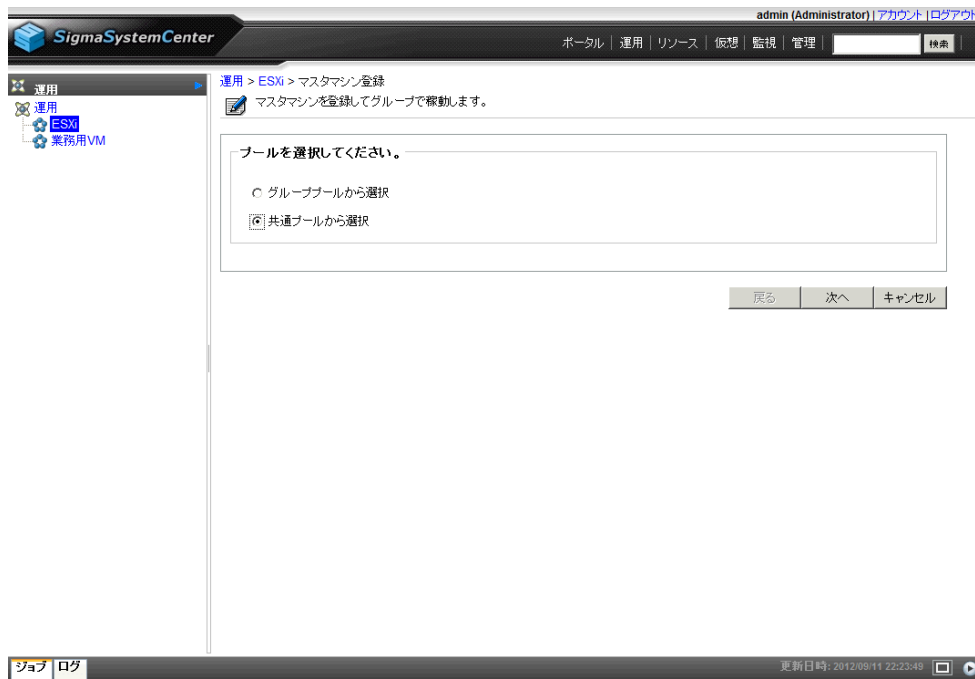 admin (Administrator) | アカウント | ログアウト
SigmaSystemCenter
ポータル | 運用 | リソース | 仮想 | 監視 | 管理 | 検索 |
運用
運用
ESXi
業務用VM
運用 > ESXi > マスタマシン登録
マスタマシンを登録してグループで稼動します。
プールを選択してください。
グループプールから選択
共通プールから選択
戻る 次へ キャンセル
ジョブ ログ 更新日時: 2012/09/11 22:23:49